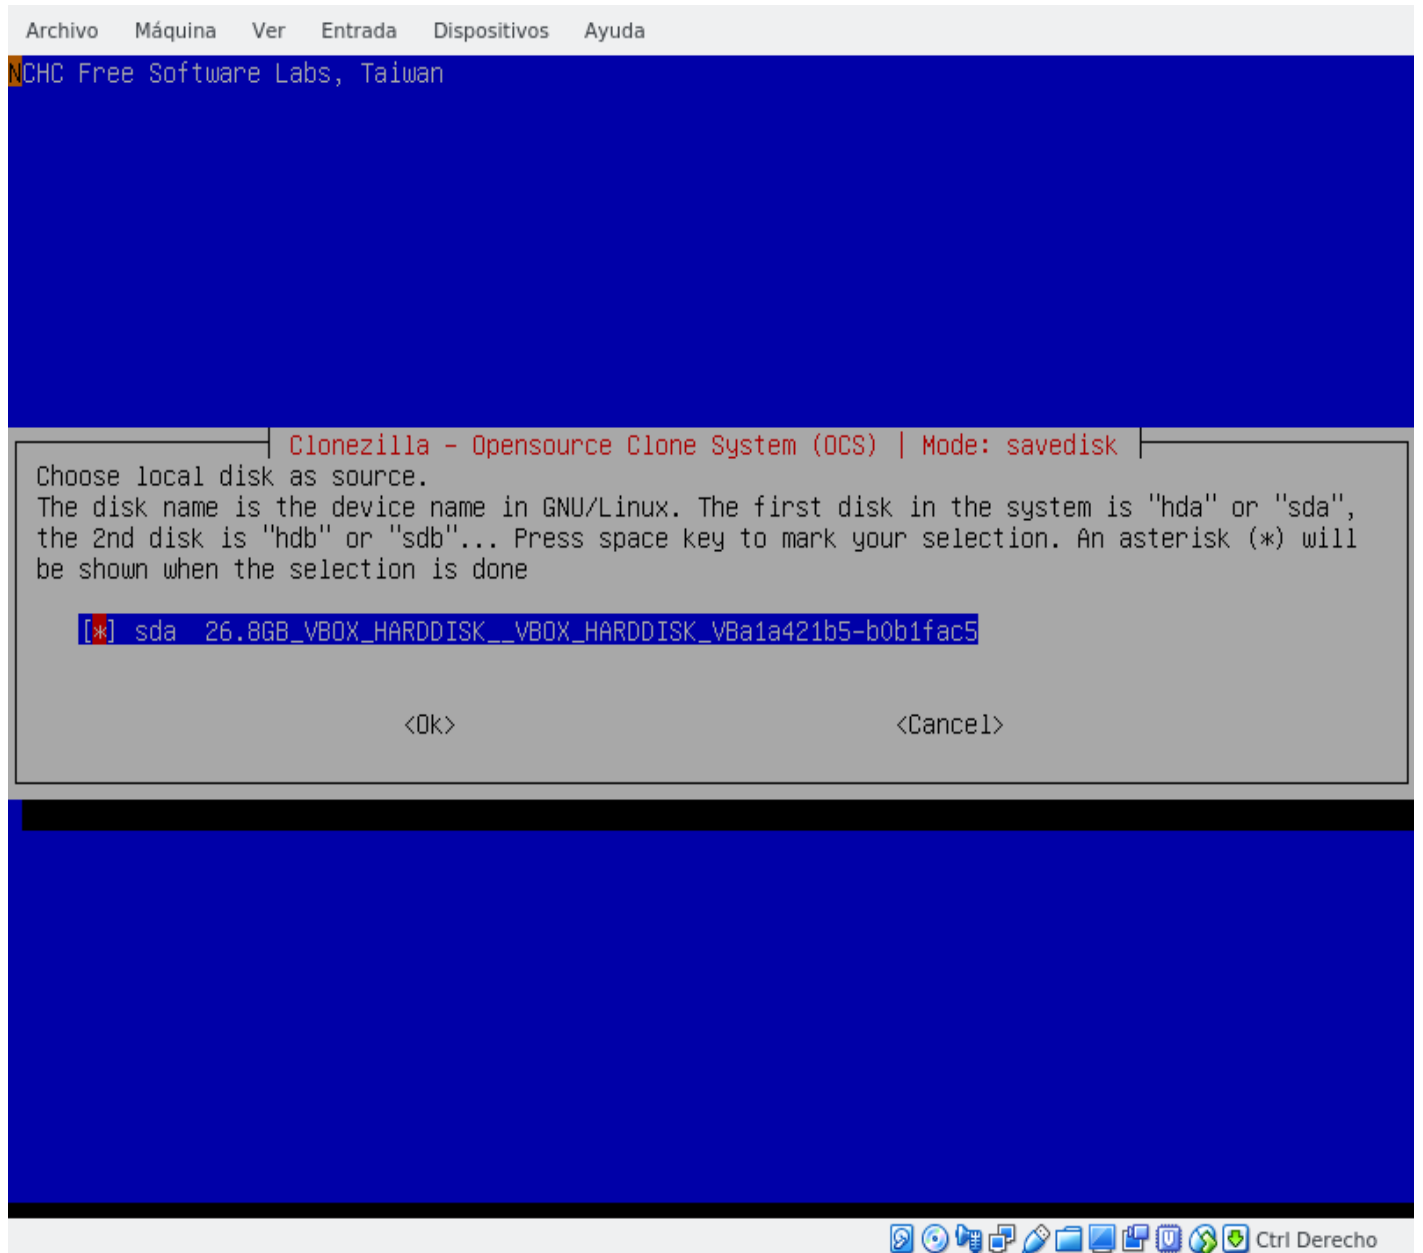 Archivo Máquina Ver Entrada Dispositivos Ayuda
NCHC Free Software Labs, Taiwan
Clonezilla - Opensource Clone System (OCS) | Mode: savedisk
Choose local disk as source.
The disk name is the device name in GNU/Linux. The first disk in the system is "hda" or "sda",
the 2nd disk is "hdb" or "sdb"... Press space key to mark your selection. An asterisk (*) will
be shown when the selection is done
[*] sda 26.8GB_VBOX_HARDDISK__VBOX_HARDDISK_VBa1a421b5-b0b1fac5
<Ok> <Cancel>
Ctrl Derecho